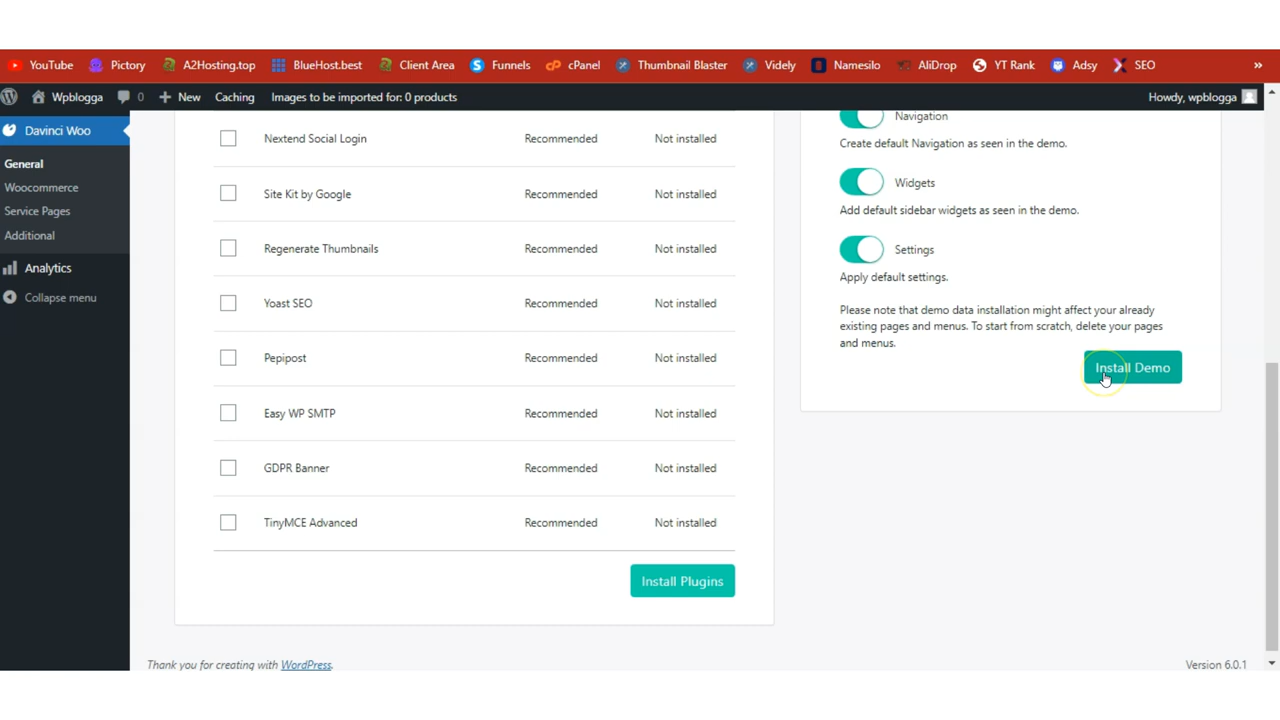 YouTube Pictory A2Hosting.top BlueHost.best Client Area Funnels cPanel Thumbnail Blaster Videly Namesilo AliDrop YT Rank Adsy SEO »
Wpblogga 0 + New Caching Images to be imported for: 0 products Howdy, wpblogga
Davinci Woo
General
Woocommerce
Service Pages
Additional
Analytics
Collapse menu
Nextend Social Login Recommended Not installed
Site Kit by Google Recommended Not installed
Regenerate Thumbnails Recommended Not installed
Yoast SEO Recommended Not installed
Pepipost Recommended Not installed
Easy WP SMTP Recommended Not installed
GDPR Banner Recommended Not installed
TinyMCE Advanced Recommended Not installed
Install Plugins
Navigation
Create default Navigation as seen in the demo.
Widgets
Add default sidebar widgets as seen in the demo.
Settings
Apply default settings.
Please note that demo data installation might affect your already
existing pages and menus. To start from scratch, delete your pages
and menus.
Install Demo
Thank you for creating with WordPress.
Version 6.0.1